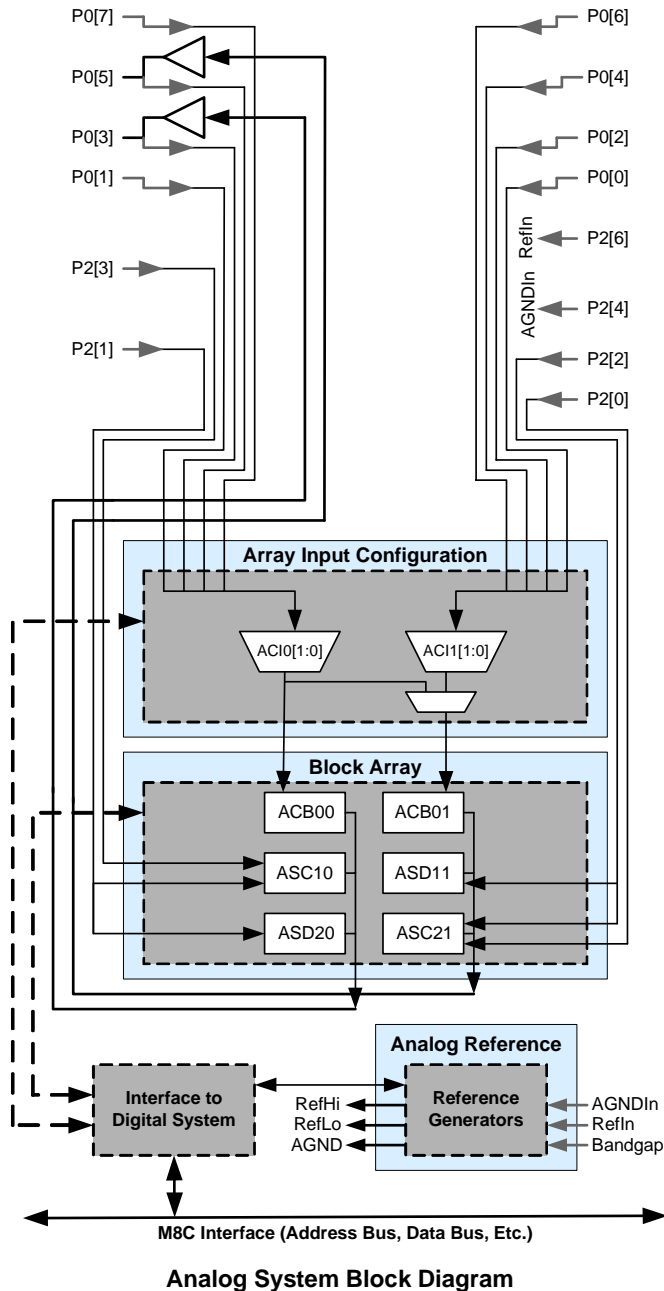 P0[7]
P0[6]
P0[5]
P0[4]
P0[3]
P0[2]
P0[1]
P0[0]
RefIn
P2[6]
P2[3]
AGNDIn
P2[4]
P2[1]
P2[2]
P2[0]
Array Input Configuration
ACI0[1:0]
ACI1[1:0]
Block Array
ACB00
ACB01
ASC10
ASD11
ASD20
ASC21
Analog Reference
Interface to
Digital System
Reference
Generators
RefHi
RefLo
AGND
AGNDIn
RefIn
Bandgap
M8C Interface (Address Bus, Data Bus, Etc.)
Analog System Block Diagram